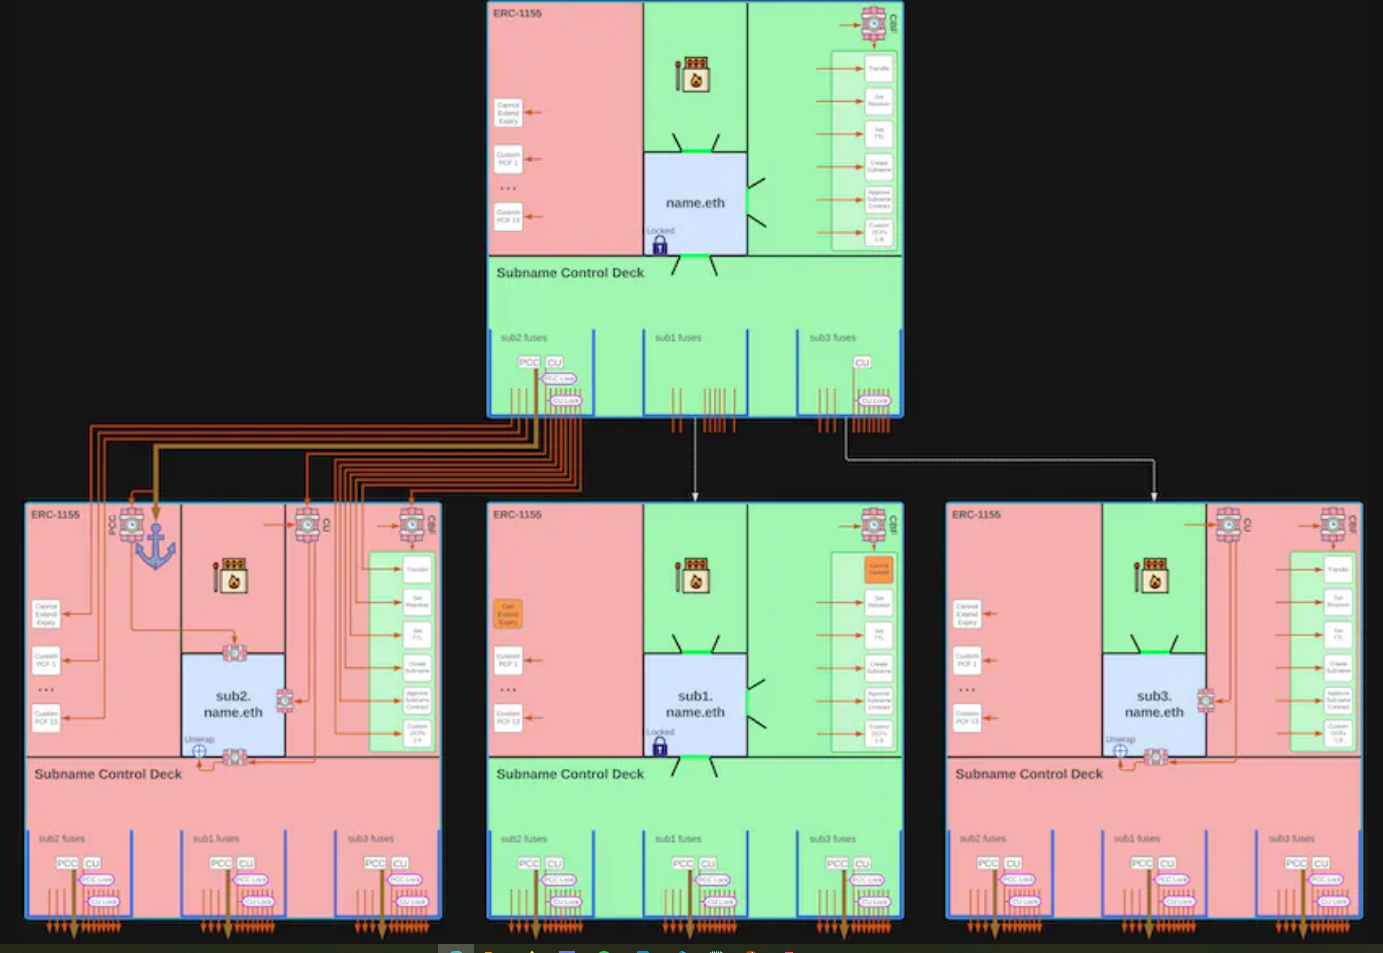 ERC-1155
CBF
Cannot
Extend
Expiry
Custom
PCF 1
...
Custom
PCF 13
Transfer
Set
Resolver
Set
TTL
Create
Subname
Approve
Subname
Contract
Custom
OCFs
1-9
name.eth
Locked
Subname Control Deck
sub2 fuses
PCC
CU
PCC Lock
CU Lock
sub1 fuses
sub3 fuses
CU
CU Lock
ERC-1155
PCC
CU
CBF
Cannot
Extend
Expiry
Custom
PCF 1
...
Custom
PCF 13
Transfer
Set
Resolver
Set
TTL
Create
Subname
Approve
Subname
Contract
Custom
OCFs
1-9
sub2.
name.eth
Unwrap
Subname Control Deck
sub2 fuses
PCC
CU
PCC Lock
CU Lock
sub1 fuses
PCC
CU
PCC Lock
CU Lock
sub3 fuses
PCC
CU
PCC Lock
CU Lock
ERC-1155
CBF
Can
Extend
Expiry
Custom
PCF 1
...
Custom
PCF 13
Cannot
Transfer
Set
Resolver
Set
TTL
Create
Subname
Approve
Subname
Contract
Custom
OCFs
1-9
sub1.
name.eth
Locked
Subname Control Deck
sub2 fuses
PCC
CU
PCC Lock
CU Lock
sub1 fuses
PCC
CU
PCC Lock
CU Lock
sub3 fuses
PCC
CU
PCC Lock
CU Lock
ERC-1155
CU
CBF
Cannot
Extend
Expiry
Custom
PCF 1
...
Custom
PCF 13
Transfer
Set
Resolver
Set
TTL
Create
Subname
Approve
Subname
Contract
Custom
OCFs
1-9
sub3.
name.eth
Unwrap
Subname Control Deck
sub2 fuses
PCC
CU
PCC Lock
CU Lock
sub1 fuses
PCC
CU
PCC Lock
CU Lock
sub3 fuses
PCC
CU
PCC Lock
CU Lock